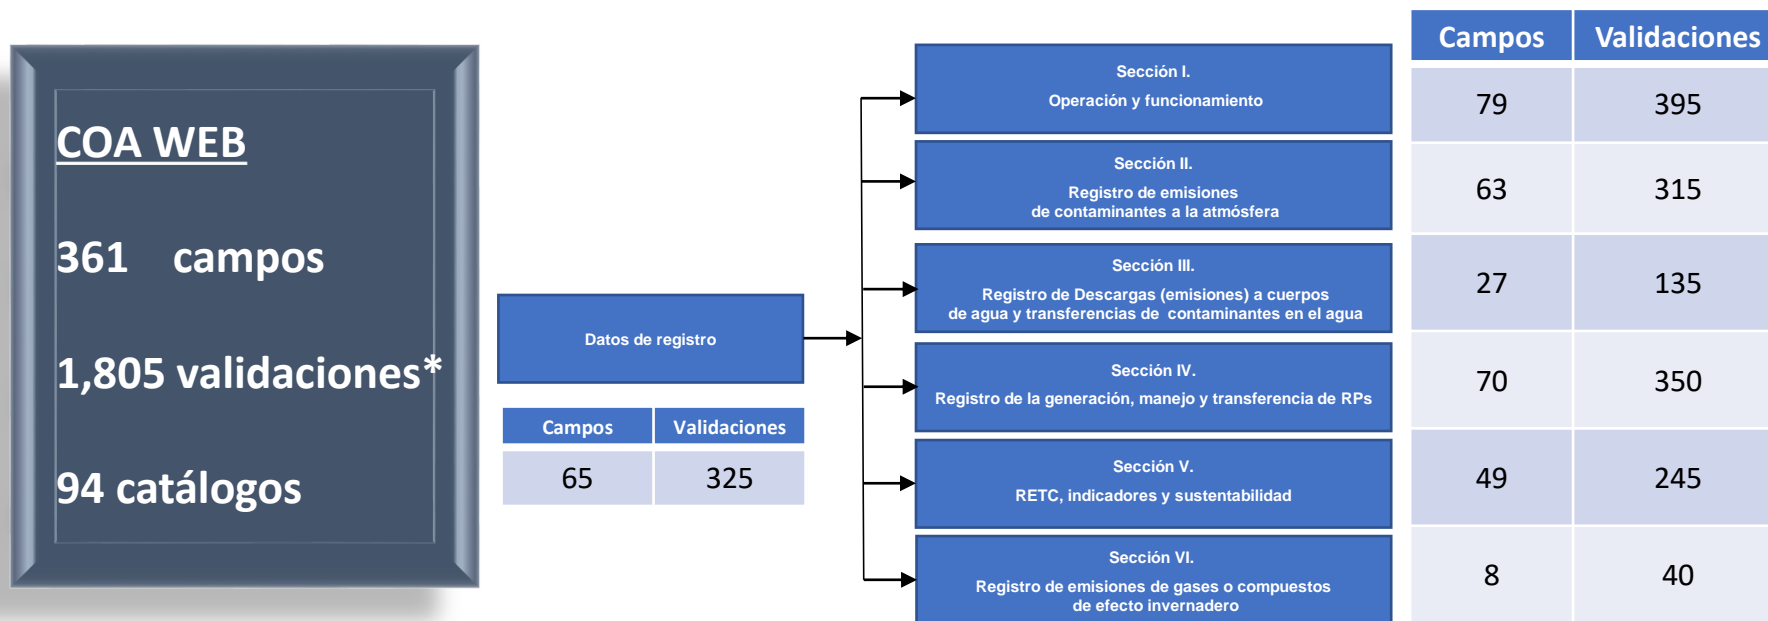 COA WEB
361 campos
1,805 validaciones*
94 catálogos
Datos de registro
Campos Validaciones
65 325
Sección I.
Operación y funcionamiento
Sección II.
Registro de emisiones
de contaminantes a la atmósfera
Sección III.
Registro de Descargas (emisiones) a cuerpos
de agua y transferencias de contaminantes en el agua
Sección IV.
Registro de la generación, manejo y transferencia de RPs
Sección V.
RETC, indicadores y sustentabilidad
Sección VI.
Registro de emisiones de gases o compuestos
de efecto invernadero
Campos Validaciones
79 395
63 315
27 135
70 350
49 245
8 40